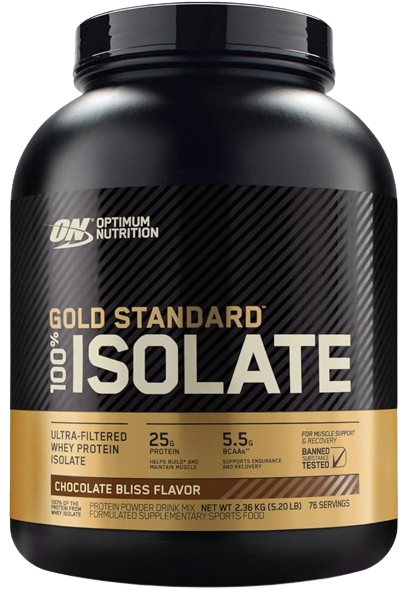 ON® OPTIMUM
NUTRITION
GOLD STANDARD™
100% ISOLATE
ULTRA-FILTERED
WHEY PROTEIN
ISOLATE
25G
PROTEIN
HELPS BUILD* AND
MAINTAIN MUSCLE
5.5G
BCAAs**
SUPPORTS ENDURANCE
AND RECOVERY
FOR MUSCLE SUPPORT
& RECOVERY
BANNED
SUBSTANCE
TESTED
CHOCOLATE BLISS FLAVOR
100% OF THE
PROTEIN FROM
WHEY ISOLATE
PROTEIN POWDER DRINK MIX NET WT 2.36 KG (5.20 LB) 76 SERVINGS
FORMULATED SUPPLEMENTARY SPORTS FOOD